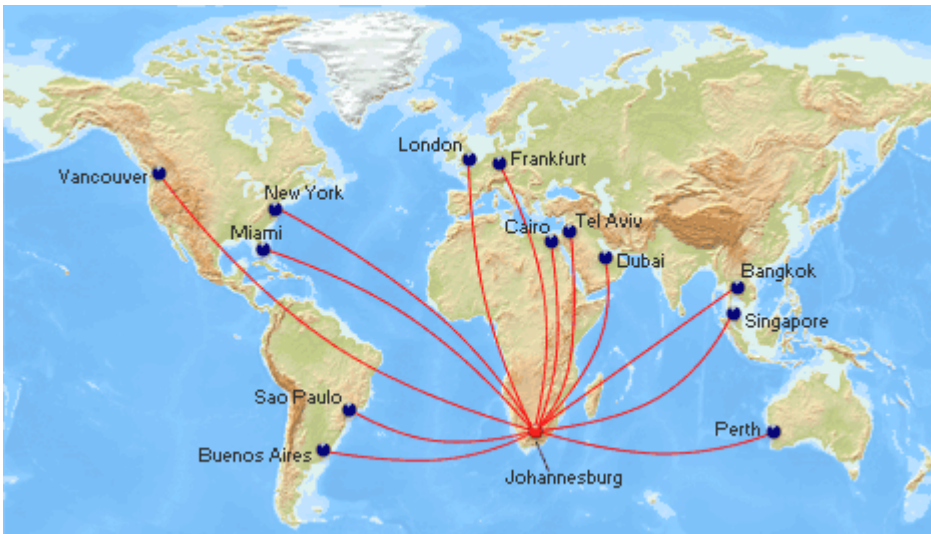 London
Frankfurt
Vancouver
New York
Miami
Cairo
Tel Aviv
Dubai
Bangkok
Singapore
Sao Paulo
Perth
Buenos Aires
Johannesburg